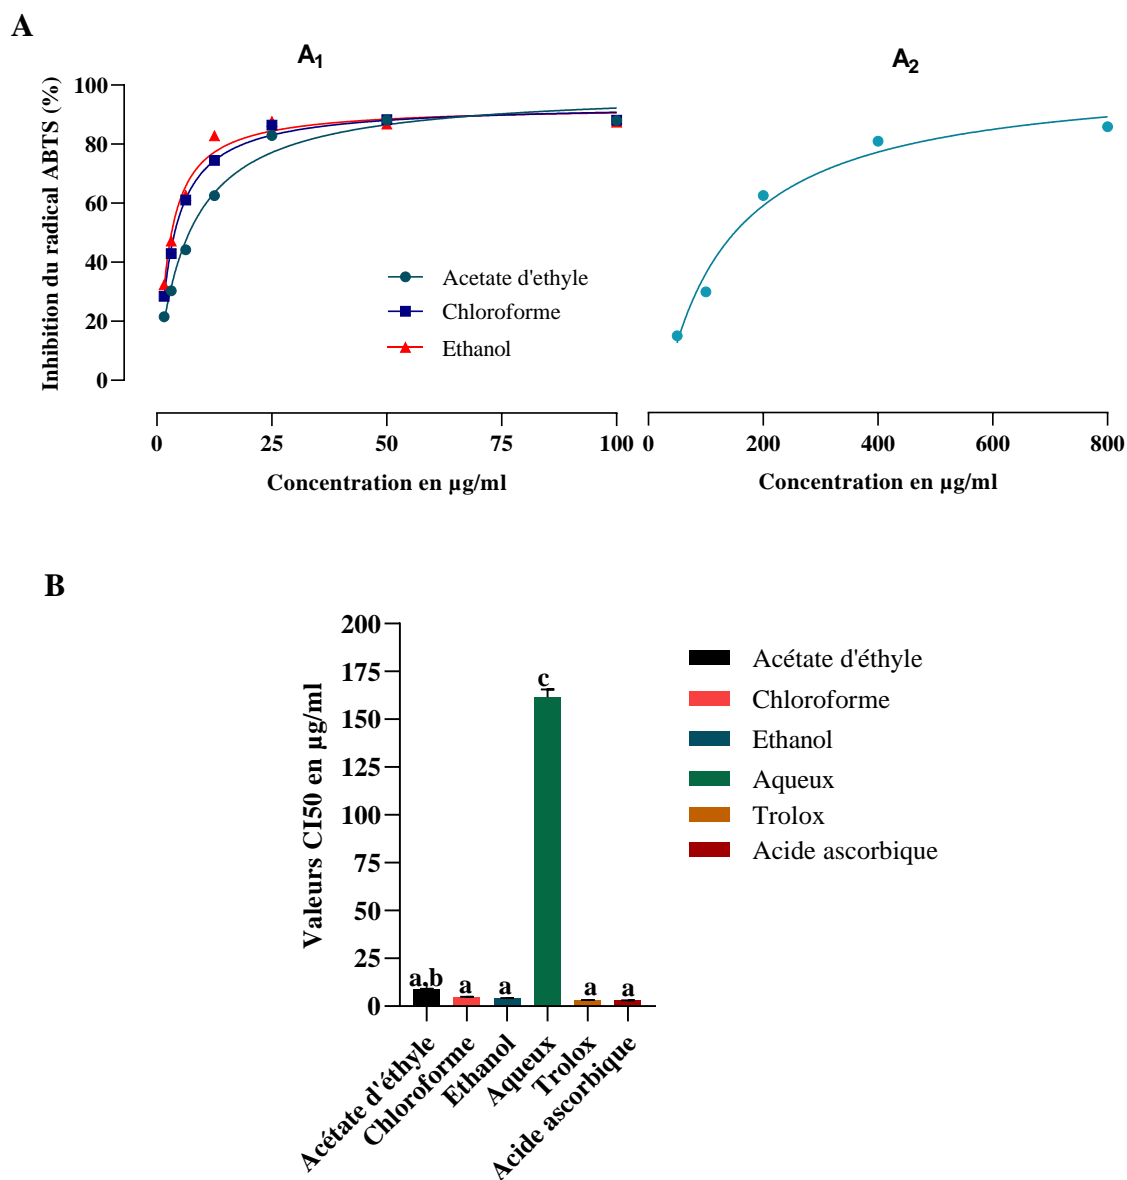 A
A1
A2
Inhibition du radical ABTS (%)
100
80
60
40
20
0
Acetate d'ethyle
Chloroforme
Ethanol
0 25 50 75 100
0 200 400 600 800
Concentration en µg/ml
Concentration en µg/ml
B
Valeurs CI50 en µg/ml
200
175
150
125
100
75
50
25
0
a,b a a c a a
Acétate d'éthyle
Chloroforme
Ethanol
Aqueux
Trolox
Acide ascorbique
Acétate d'éthyle
Chloroforme
Ethanol
Aqueux
Trolox
Acide ascorbique